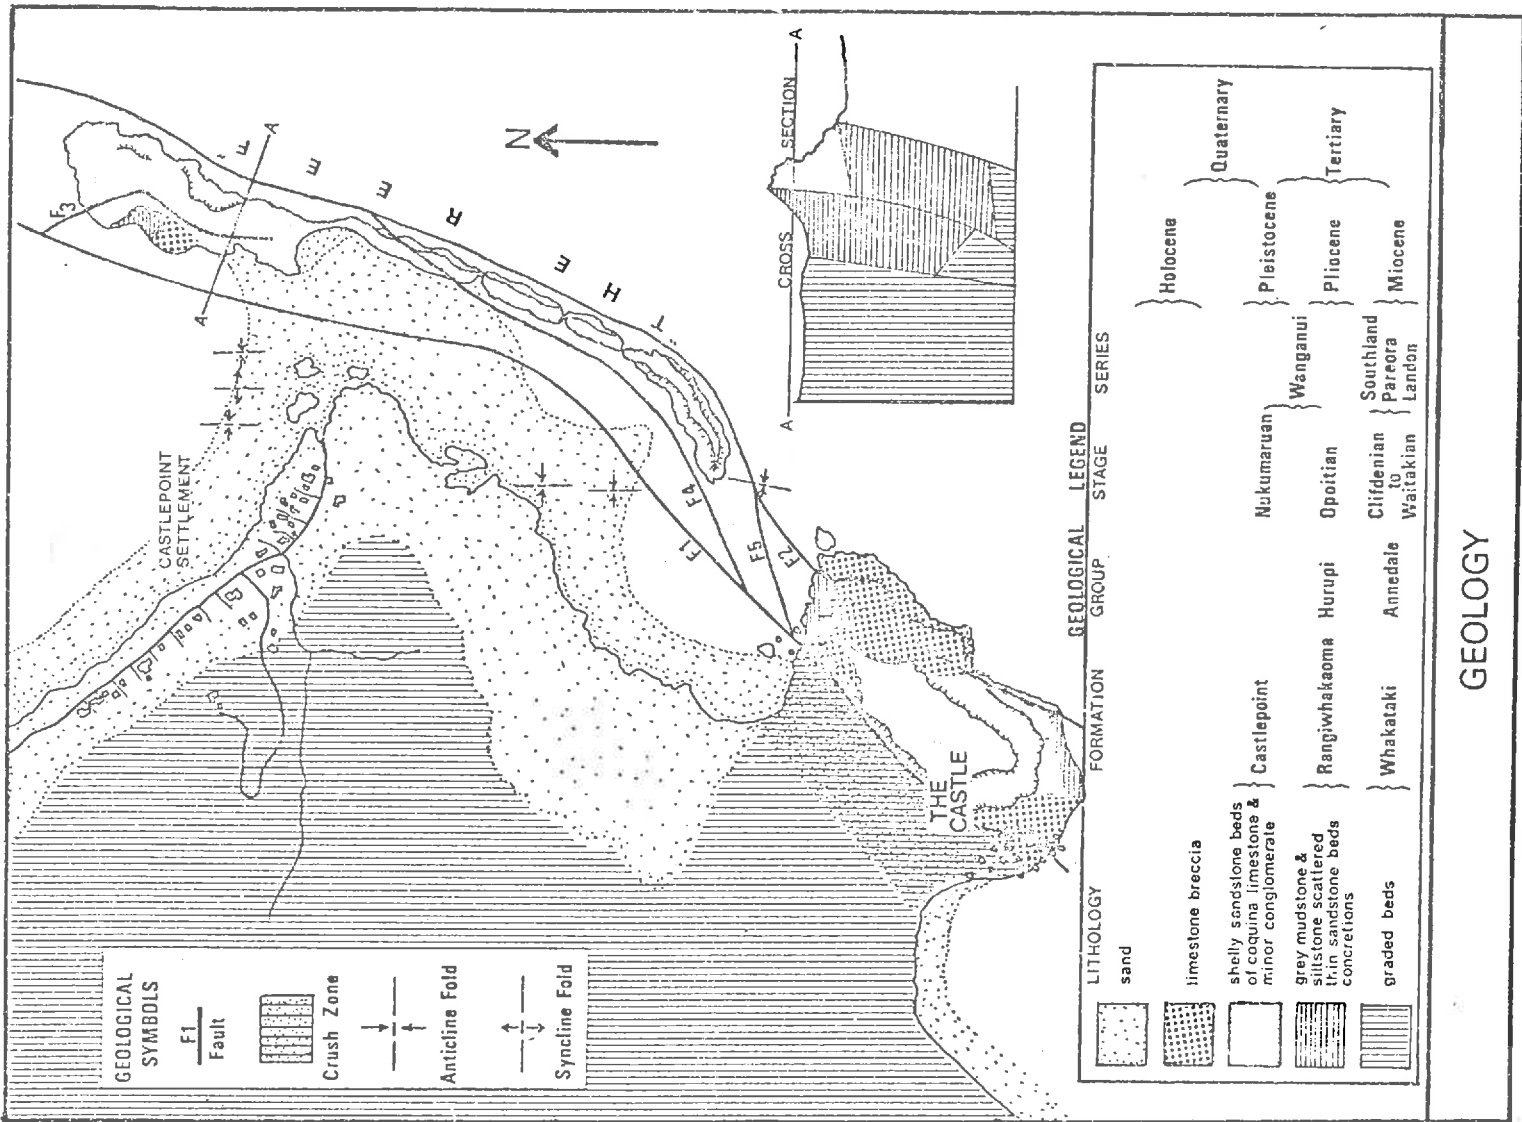 CASTLEPOINT
SETTLEMENT
THE REEF
THE
CASTLE
F1
F2
F3
F4
F5
A
A
N
CROSS SECTION
A
A
GEOLOGICAL
SYMBOLS
F1
Fault
Crush Zone
Anticline Fold
Syncline Fold
GEOLOGICAL LEGEND
LITHOLOGY FORMATION GROUP STAGE SERIES
sand
Holocene
limestone breccia
Quaternary
shelly sandstone beds
of coquina limestone &
minor conglomerate
Castlepoint Nukumaruan Pleistocene
Wanganui
grey mudstone &
siltstone scattered
thin sandstone beds
concretions
Rangiwhakaoma Hurupi Opoitian Pliocene Tertiary
graded beds
Whakataki Annedale
Clifdenian
to
Waitakian
Southland
Pareora
Landon
Miocene
GEOLOGY